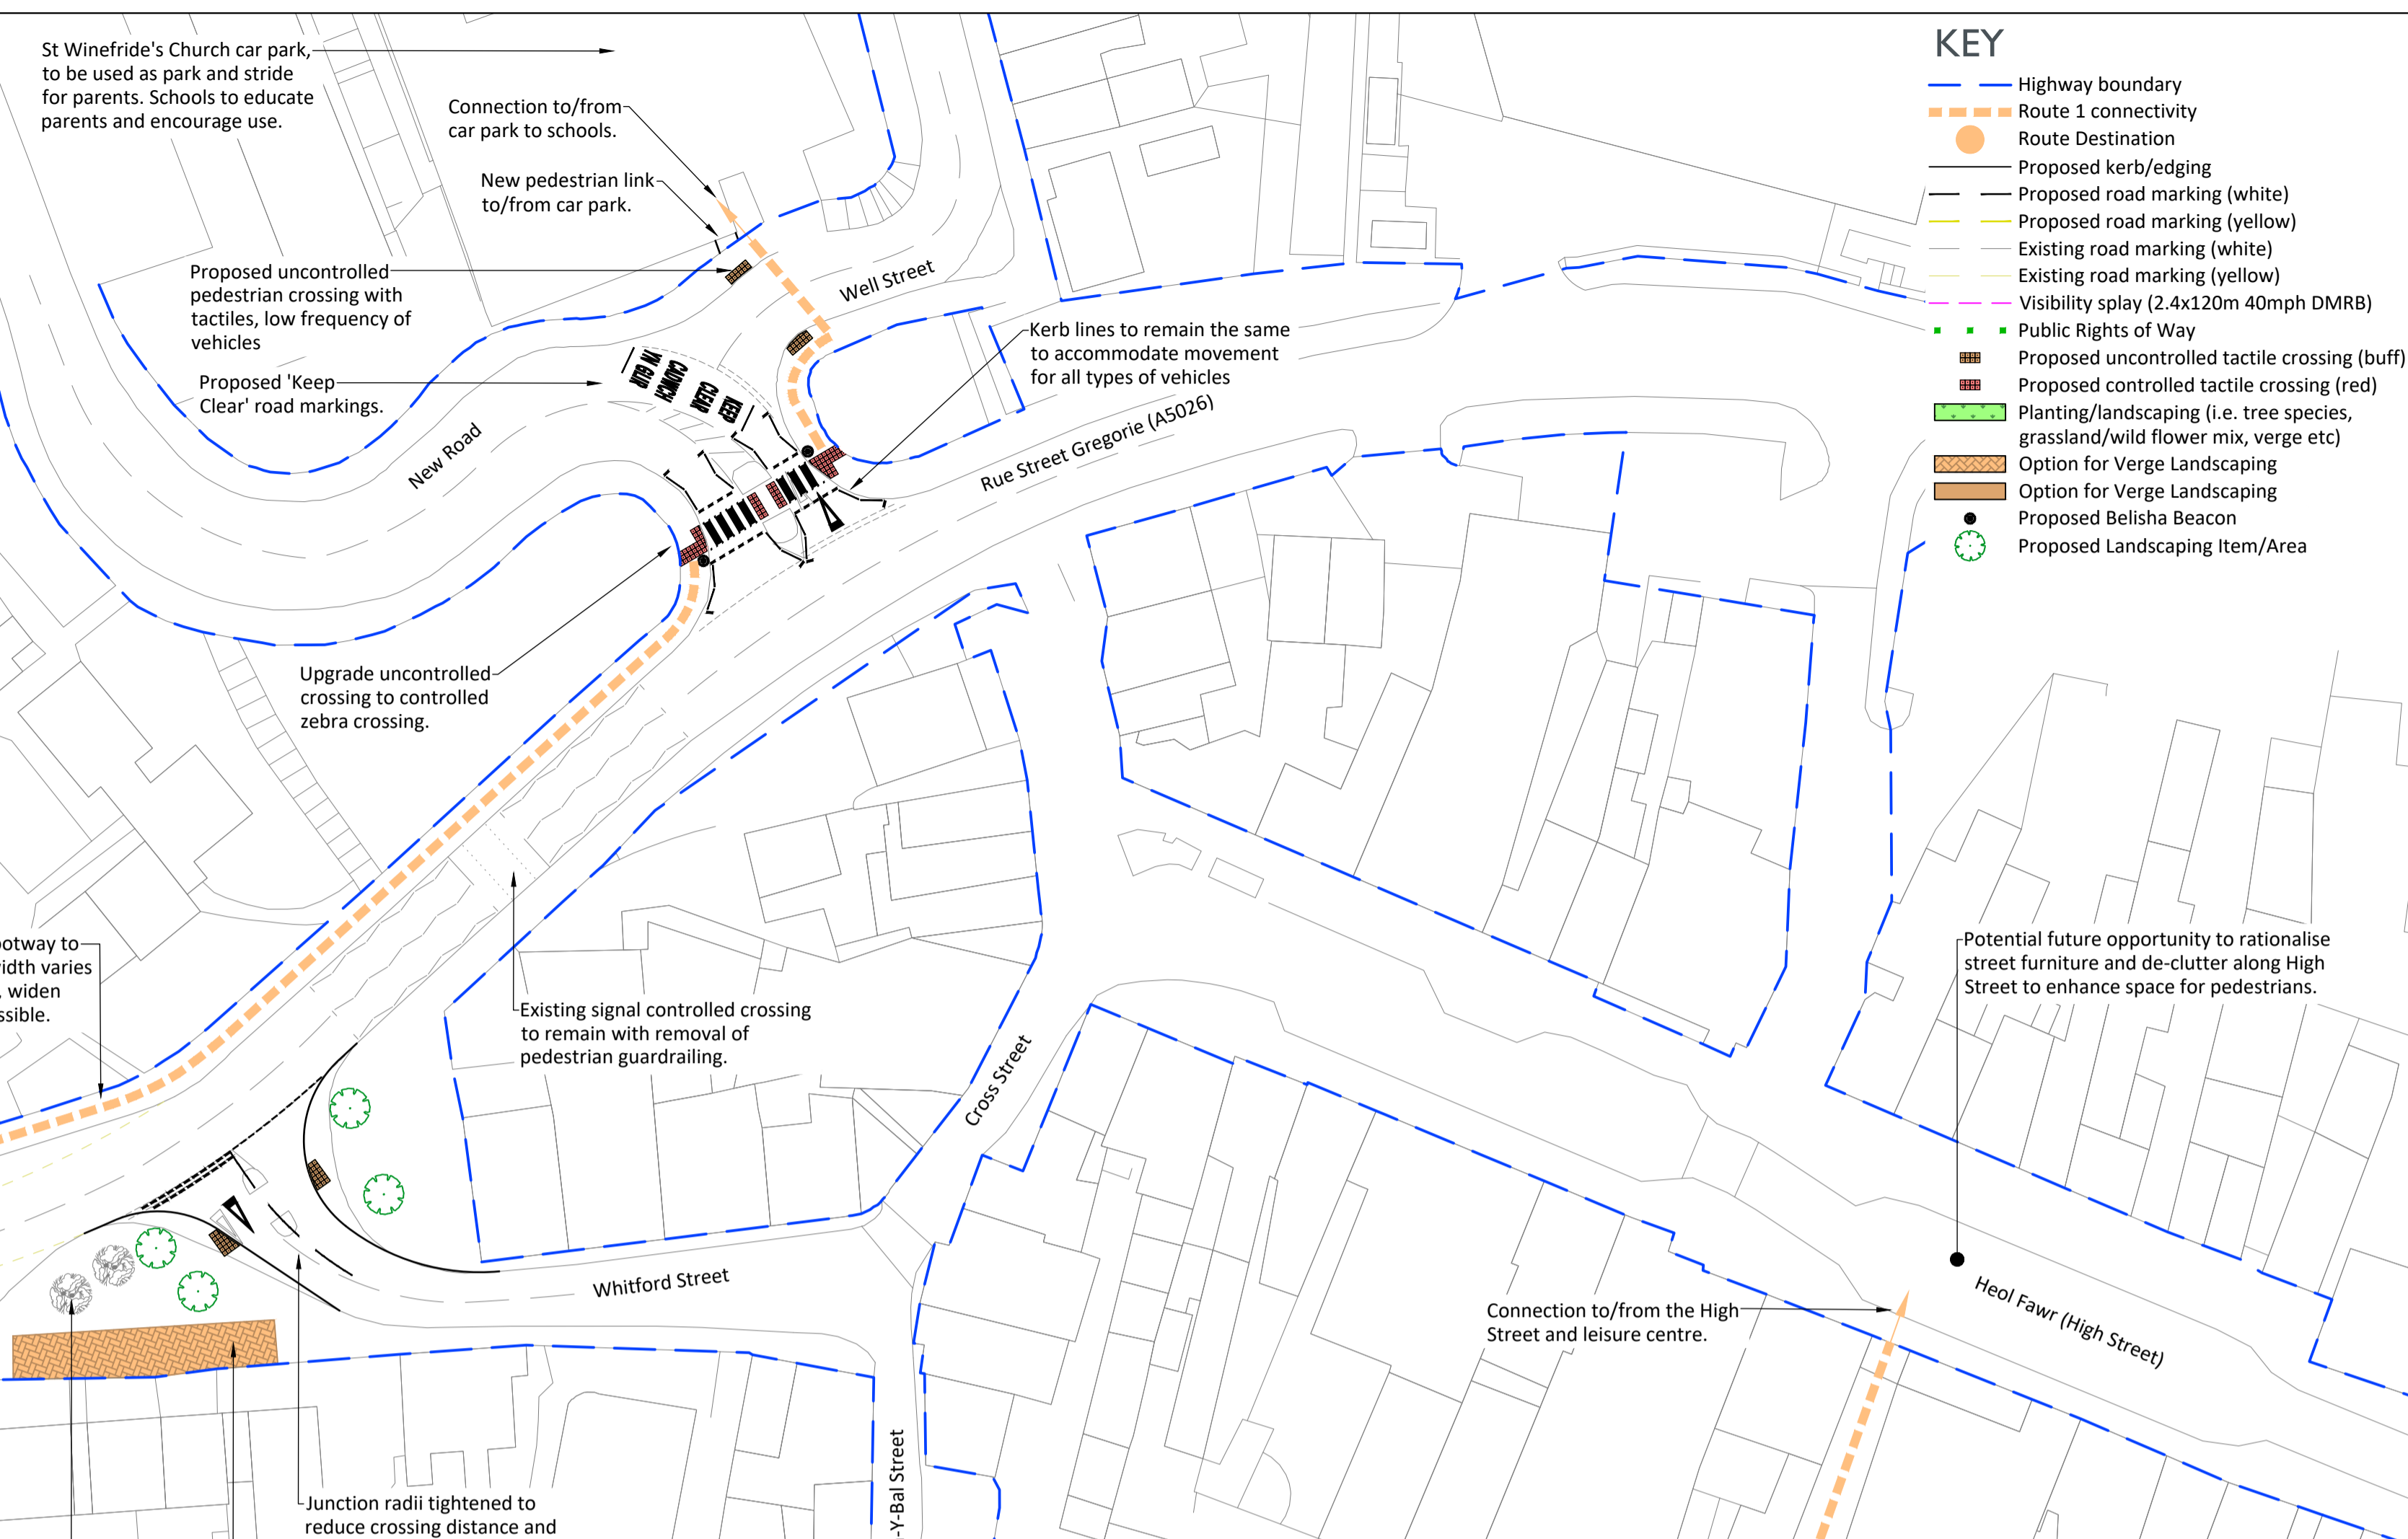 St Winefride's Church car park,
to be used as park and stride
for parents. Schools to educate
parents and encourage use.
Connection to/from
car park to schools.
New pedestrian link
to/from car park.
Proposed uncontrolled
pedestrian crossing with
tactiles, low frequency of
vehicles
Proposed 'Keep
Clear' road markings.
Well Street
Kerb lines to remain the same
to accommodate movement
for all types of vehicles
KEEP
CLEAR
CADWCH
YN GLIR
New Road
Rue Street Gregorie (A5026)
Upgrade uncontrolled
crossing to controlled
zebra crossing.
KEY
Highway boundary
Route 1 connectivity
Route Destination
Proposed kerb/edging
Proposed road marking (white)
Proposed road marking (yellow)
Existing road marking (white)
Existing road marking (yellow)
Visibility splay (2.4x120m 40mph DMRB)
Public Rights of Way
Proposed uncontrolled tactile crossing (buff)
Proposed controlled tactile crossing (red)
Planting/landscaping (i.e. tree species,
grassland/wild flower mix, verge etc)
Option for Verge Landscaping
Option for Verge Landscaping
Proposed Belisha Beacon
Proposed Landscaping Item/Area
ootway to
width varies
, widen
ssible.
Existing signal controlled crossing
to remain with removal of
pedestrian guardrailing.
Cross Street
Potential future opportunity to rationalise
street furniture and de-clutter along High
Street to enhance space for pedestrians.
Whitford Street
Connection to/from the High
Street and leisure centre.
Heol Fawr (High Street)
-Y-Bal Street
Junction radii tightened to
reduce crossing distance and